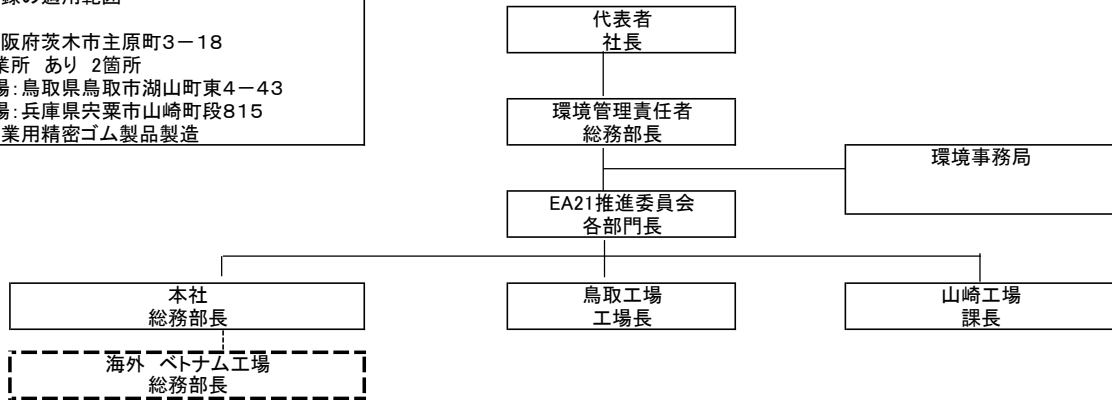 の適用範囲
阪府茨木市主原町3－18
業所 あり 2箇所
場：鳥取県鳥取市湖山町東4－43
場：兵庫県宍粟市山崎町段815
業用精密ゴム製品製造
代表者
社長
環境管理責任者
総務部長
環境事務局
EA21推進委員会
各部門長
本社
総務部長
鳥取工場
工場長
山崎工場
課長
海外 ベトナム工場
総務部長